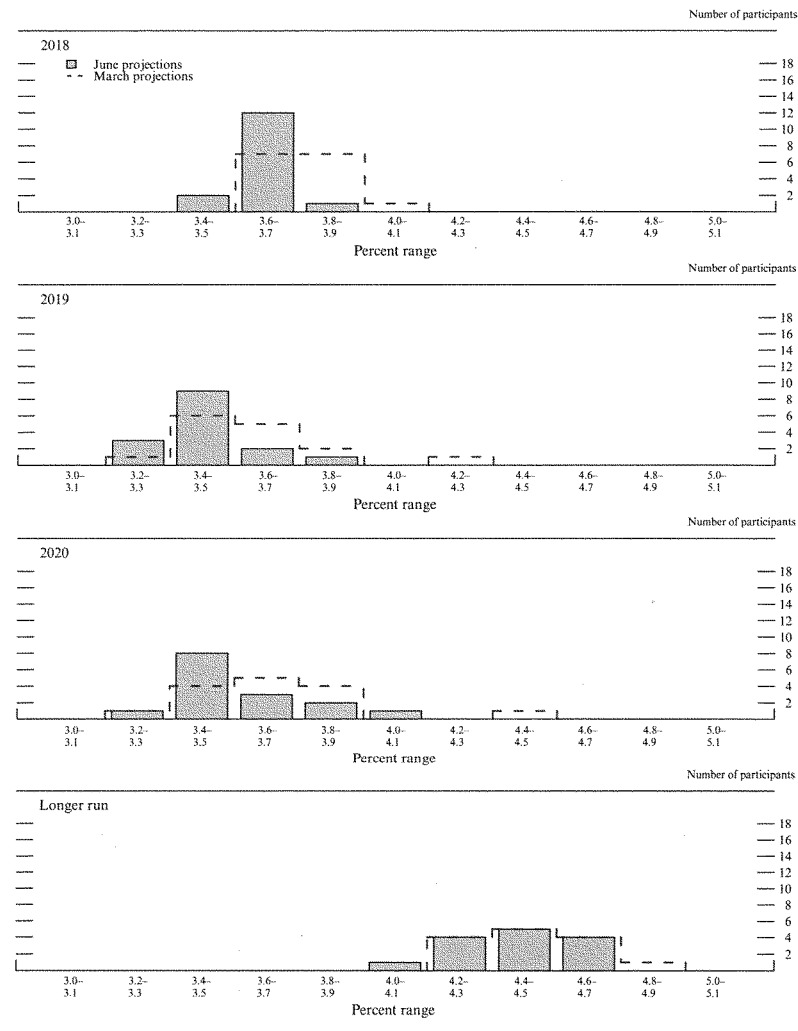 Number of participants
2018
June projections
March projections
18
16
14
12
10
8
6
4
2
3.0– 3.2– 3.4– 3.6– 3.8– 4.0– 4.2– 4.4– 4.6– 4.8– 5.0–
3.1 3.3 3.5 3.7 3.9 4.1 4.3 4.5 4.7 4.9 5.1
Percent range
Number of participants
2019
18
16
14
12
10
8
6
4
2
3.0– 3.2– 3.4– 3.6– 3.8– 4.0– 4.2– 4.4– 4.6– 4.8– 5.0–
3.1 3.3 3.5 3.7 3.9 4.1 4.3 4.5 4.7 4.9 5.1
Percent range
Number of participants
2020
18
16
14
12
10
8
6
4
2
3.0– 3.2– 3.4– 3.6– 3.8– 4.0– 4.2– 4.4– 4.6– 4.8– 5.0–
3.1 3.3 3.5 3.7 3.9 4.1 4.3 4.5 4.7 4.9 5.1
Percent range
Number of participants
Longer run
18
16
14
12
10
8
6
4
2
3.0– 3.2– 3.4– 3.6– 3.8– 4.0– 4.2– 4.4– 4.6– 4.8– 5.0–
3.1 3.3 3.5 3.7 3.9 4.1 4.3 4.5 4.7 4.9 5.1
Percent range